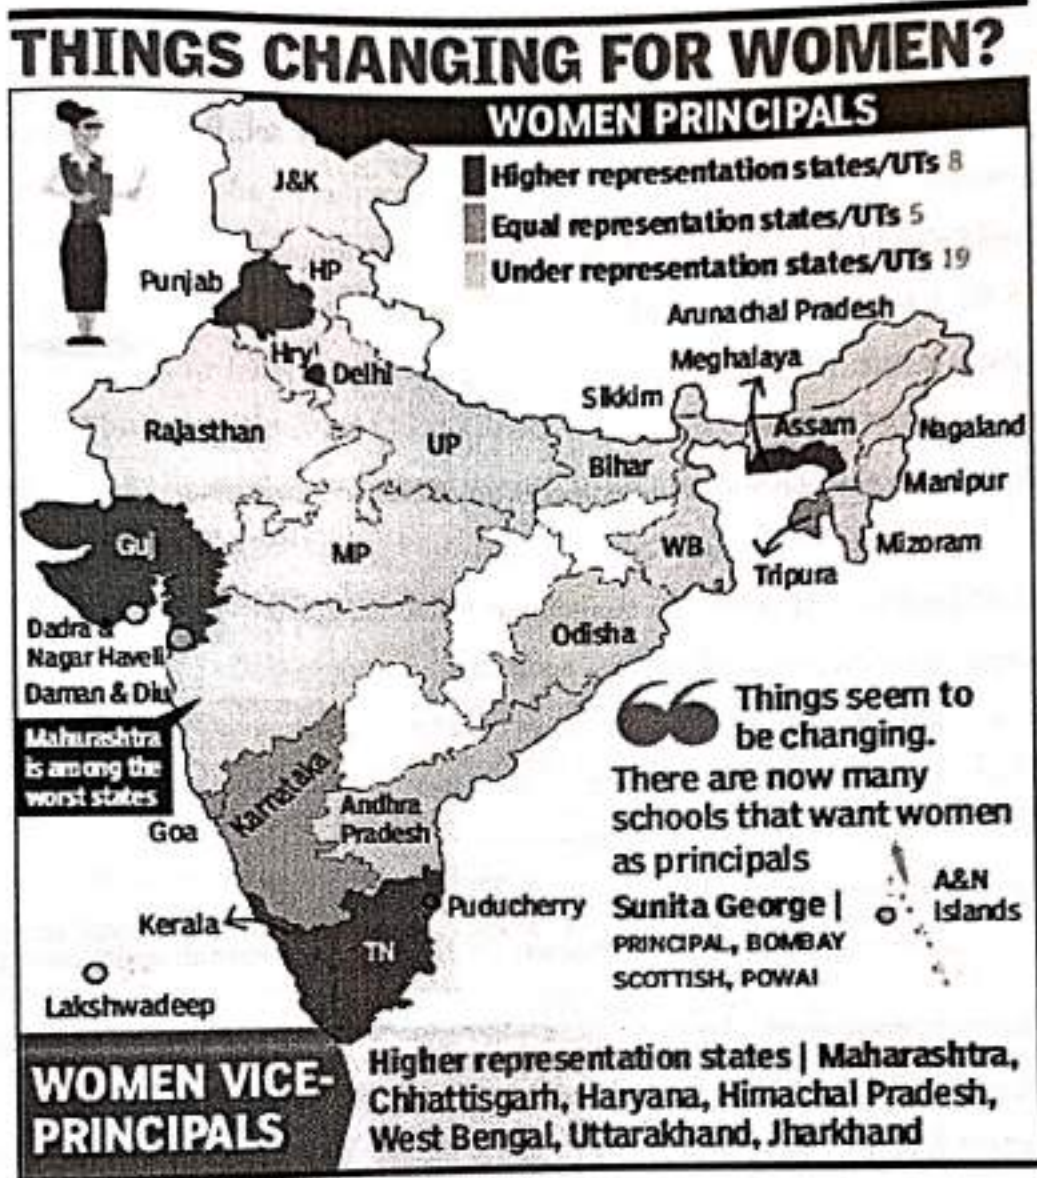 THINGS CHANGING FOR WOMEN?
WOMEN PRINCIPALS
Higher representation states/UTs 8
Equal representation states/UTs 5
Under representation states/UTs 19
J&K
HP
Punjab
Hry
Delhi
Rajasthan
UP
Bihar
Sikkim
Arunachal Pradesh
Meghalaya
Assam
Nagaland
Manipur
Mizoram
Tripura
WB
Guj
MP
Odisha
Dadra &
Nagar Haveli
Daman & Diu
Maharashtra
is among the
worst states
Goa
Karnataka
Andhra
Pradesh
Kerala
TN
Puducherry
Lakshwadeep
A&N
Islands
Things seem to
be changing.
There are now many
schools that want women
as principals
Sunita George |
PRINCIPAL, BOMBAY
SCOTTISH, POWAI
WOMEN VICE-
PRINCIPALS
Higher representation states | Maharashtra,
Chhattisgarh, Haryana, Himachal Pradesh,
West Bengal, Uttarakhand, Jharkhand